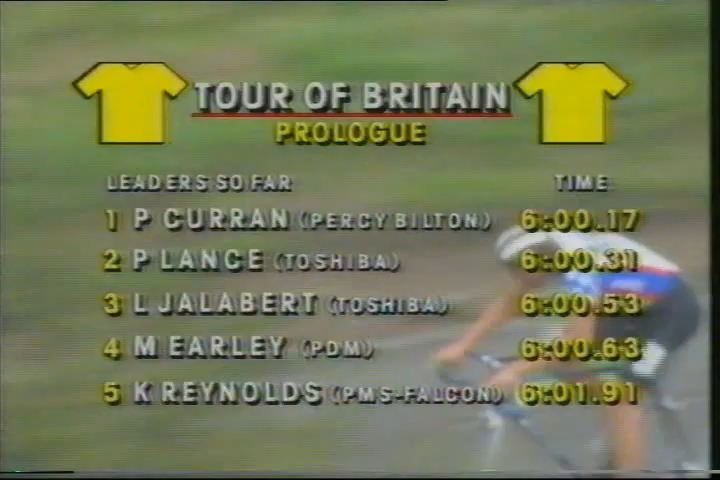 TOUR OF BRITAIN
PROLOGUE
LEADERS SO FAR TIME
1 P CURRAN (PERCY BILTON) 6:00.17
2 P LANCE (TOSHIBA) 6:00.31
3 L JALABERT (TOSHIBA) 6:00.53
4 M EARLEY (PDM) 6:00.63
5 K REYNOLDS (PMS-FALCON) 6:01.91